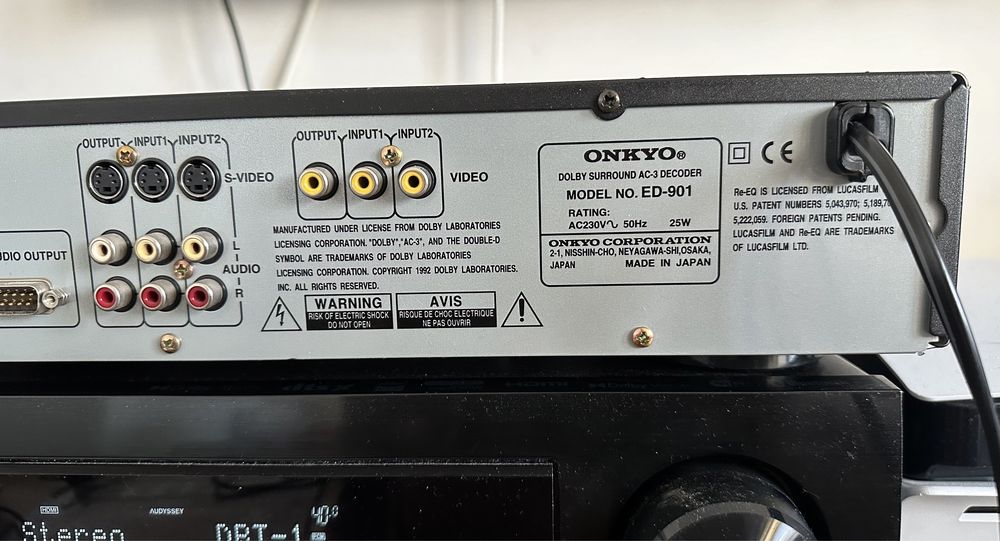 OUTPUT INPUT1 INPUT2
S-VIDEO
OUTPUT INPUT1 INPUT2
VIDEO
L
AUDIO
R
DIO OUTPUT
MANUFACTURED UNDER LICENSE FROM DOLBY LABORATORIES
LICENSING CORPORATION. "DOLBY","AC-3", AND THE DOUBLE-D
SYMBOL ARE TRADEMARKS OF DOLBY LABORATORIES
LICENSING CORPORATION. COPYRIGHT 1992 DOLBY LABORATORIES.
INC. ALL RIGHTS RESERVED.
WARNING
RISK OF ELECTRIC SHOCK
DO NOT OPEN
AVIS
RISQUE DE CHOC ELECTRIQUE
NE PAS OUVRIR
ONKYO®
DOLBY SURROUND AC-3 DECODER
MODEL NO. ED-901
RATING:
AC230V 50Hz 25W
ONKYO CORPORATION
2-1, NISSHIN-CHO, NEYAGAWA-SHI,OSAKA,
JAPAN MADE IN JAPAN
CE
Re-EQ IS LICENSED FROM LUCASFILM
U.S. PATENT NUMBERS 5,043,970; 5,189,70
5,222,059. FOREIGN PATENTS PENDING.
LUCASFILM AND Re-EQ ARE TRADEMARKS
OF LUCASFILM LTD.
HDMI
AUDYSSEY
40.0
Stereo